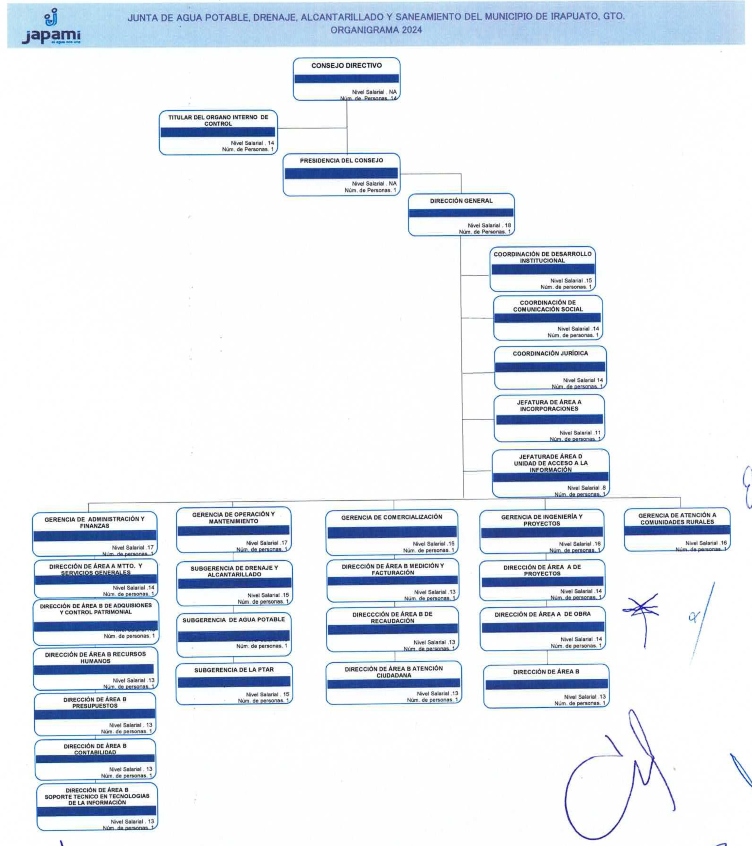 JUNTA DE AGUA POTABLE, DRENAJE, ALCANTARILLADO Y SANEAMIENTO DEL MUNICIPIO DE IRAPUATO, GTO.
ORGANIGRAMA 2024
japami
CONSEJO DIRECTIVO
Nivel Salarial . NA
Núm. de Personas. 14
TITULAR DEL ORGANO INTERNO DE
CONTROL
Nivel Salarial . 14
Núm. de Personas. 1
PRESIDENCIA DEL CONSEJO
Nivel Salarial . NA
Núm. de Personas. 1
DIRECCIÓN GENERAL
Nivel Salarial . 18
Núm. de Personas. 1
COORDINACIÓN DE DESARROLLO
INSTITUCIONAL
Nivel Salarial .15
Núm. de personas. 1
COORDINACIÓN DE
COMUNICACIÓN SOCIAL
Nivel Salarial .14
Núm. de personas. 1
COORDINACIÓN JURÍDICA
Nivel Salarial 14
Núm. de personas. 1
JEFATURA DE ÁREA A
INCORPORACIONES
Nivel Salarial .11
Núm. de personas. 1
JEFATURADE ÁREA D
UNIDAD DE ACCESO A LA
INFORMACIÓN
Nivel Salarial .8
Núm. de personas. 1
GERENCIA DE ADMINISTRACIÓN Y
FINANZAS
Nivel Salarial .17
Núm. de personas. 1
DIRECCIÓN DE ÁREA A MTTO. Y
SERVICIOS GENERALES
Nivel Salarial .14
Núm. de personas. 1
DIRECCIÓN DE ÁREA B DE ADQUISIONES
Y CONTROL PATRIMONIAL
Núm. de personas. 1
DIRECCIÓN DE ÁREA B RECURSOS
HUMANOS
Nivel Salarial .13
Núm. de personas. 1
DIRECCIÓN DE ÁREA B
PRESUPUESTOS
Nivel Salarial . 13
Núm. de personas. 1
DIRECCIÓN DE ÁREA B
CONTABILIDAD
Nivel Salarial . 13
Núm. de personas. 1
DIRECCIÓN DE ÁREA B
SOPORTE TECNICO EN TECNOLOGIAS
DE LA INFORMACIÓN
Nivel Salarial . 13
Núm. de personas. 1
GERENCIA DE OPERACIÓN Y
MANTENIMIENTO
Nivel Salarial .17
Núm. de personas. 1
SUBGERENCIA DE DRENAJE Y
ALCANTARILLADO
Nivel Salarial .15
Núm. de personas. 1
SUBGERENCIA DE AGUA POTABLE
Núm. de personas. 1
SUBGERENCIA DE LA PTAR
Nivel Salarial . 15
Núm. de personas. 1
GERENCIA DE COMERCIALIZACIÓN
Nivel Salarial .15
Núm. de personas. 1
DIRECCIÓN DE ÁREA B MEDICIÓN Y
FACTURACIÓN
Nivel Salarial .13
Núm. de personas. 1
DIRECCCIÓN DE ÁREA B DE
RECAUDACIÓN
Nivel Salarial .13
Núm. de personas. 1
DIRECCIÓN DE ÁREA B ATENCIÓN
CIUDADANA
Nivel Salarial .13
Núm. de personas. 1
GERENCIA DE INGENIERÍA Y
PROYECTOS
Nivel Salarial .16
Núm. de personas. 1
DIRECCIÓN DE ÁREA A DE
PROYECTOS
Nivel Salarial .14
Núm. de personas. 1
DIRECCIÓN DE ÁREA A DE OBRA
Nivel Salarial . 14
Núm. de personas. 1
DIRECCIÓN DE ÁREA B
Nivel Salarial .13
Núm. de personas. 1
GERENCIA DE ATENCIÓN A
COMUNIDADES RURALES
Nivel Salarial .16
Núm. de personas. 1